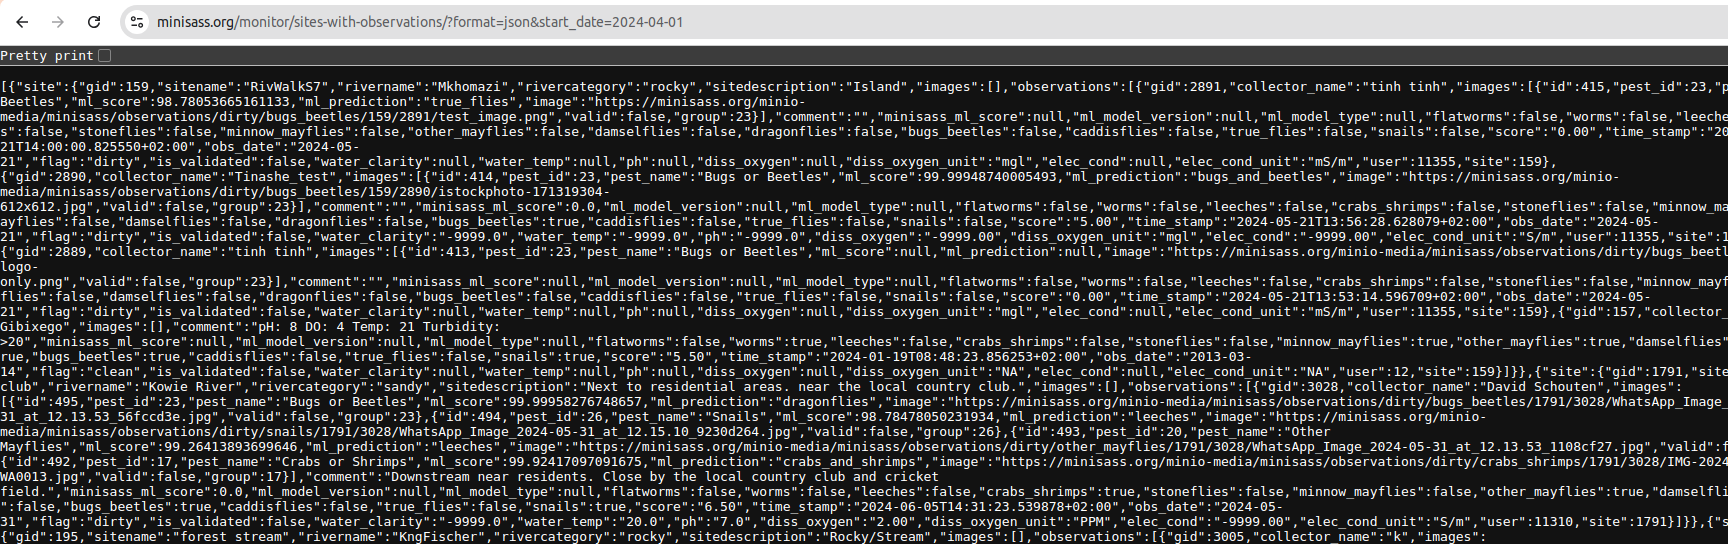 minisass.org/monitor/sites-with-observations/?format=json&start_date=2024-04-01
Pretty print
[{"site":{"gid":159,"sitename":"RivWalkS7","rivername":"Mkhomazi","rivercategory":"rocky","sitedescription":"Island","images":[],"observations":[{"gid":2891,"collector_name":"tinh tinh","images":[{"id":415,"pest_id":23,"p
Beetles","ml_score":98.78053665161133,"ml_prediction":"true_flies","image":"https://minisass.org/minio-
media/minisass/observations/dirty/bugs_beetles/159/2891/test_image.png","valid":false,"group":23}],"comment":"","minisass_ml_score":null,"ml_model_version":null,"ml_model_type":null,"flatworms":false,"worms":false,"leeche
s":false,"stoneflies":false,"minnow_mayflies":false,"other_mayflies":false,"damselflies":false,"dragonflies":false,"bugs_beetles":false,"caddisflies":false,"true_flies":false,"snails":false,"score":"0.00","time_stamp":"20
21T14:00:00.825550+02:00","obs_date":"2024-05-
21","flag":"dirty","is_validated":false,"water_clarity":null,"water_temp":null,"ph":null,"diss_oxygen":null,"diss_oxygen_unit":"mgl","elec_cond":null,"elec_cond_unit":"mS/m","user":11355,"site":159},
{"gid":2890,"collector_name":"Tinashe_test","images":[{"id":414,"pest_id":23,"pest_name":"Bugs or Beetles","ml_score":99.99948740005493,"ml_prediction":"bugs_and_beetles","image":"https://minisass.org/minio-
media/minisass/observations/dirty/bugs_beetles/159/2890/istockphoto-171319304-
612x612.jpg","valid":false,"group":23}],"comment":"","minisass_ml_score":0.0,"ml_model_version":null,"ml_model_type":null,"flatworms":false,"worms":false,"leeches":false,"crabs_shrimps":false,"stoneflies":false,"minnow_ma
ayflies":false,"damselflies":false,"dragonflies":false,"bugs_beetles":true,"caddisflies":false,"true_flies":false,"snails":false,"score":"5.00","time_stamp":"2024-05-21T13:56:28.628079+02:00","obs_date":"2024-05-
21","flag":"dirty","is_validated":false,"water_clarity":"-9999.0","water_temp":"-9999.0","ph":"-9999.0","diss_oxygen":"-9999.00","diss_oxygen_unit":"mgl","elec_cond":"-9999.00","elec_cond_unit":"S/m","user":11355,"site":1
{"gid":2889,"collector_name":"tinh tinh","images":[{"id":413,"pest_id":23,"pest_name":"Bugs or Beetles","ml_score":null,"ml_prediction":null,"image":"https://minisass.org/minio-media/minisass/observations/dirty/bugs_beetl
logo-
only.png","valid":false,"group":23}],"comment":"","minisass_ml_score":null,"ml_model_version":null,"ml_model_type":null,"flatworms":false,"worms":false,"leeches":false,"crabs_shrimps":false,"stoneflies":false,"minnow_mayf
flies":false,"damselflies":false,"dragonflies":false,"bugs_beetles":false,"caddisflies":false,"true_flies":false,"snails":false,"score":"0.00","time_stamp":"2024-05-21T13:53:14.596709+02:00","obs_date":"2024-05-
21","flag":"dirty","is_validated":false,"water_clarity":null,"water_temp":null,"ph":null,"diss_oxygen":null,"diss_oxygen_unit":"mgl","elec_cond":null,"elec_cond_unit":"mS/m","user":11355,"site":159},{"gid":157,"collector_
Gibixego","images":[],"comment":"pH: 8 DO: 4 Temp: 21 Turbidity:
>20","minisass_ml_score":null,"ml_model_version":null,"ml_model_type":null,"flatworms":false,"worms":true,"leeches":false,"crabs_shrimps":false,"stoneflies":false,"minnow_mayflies":true,"other_mayflies":true,"damselflies"
rue,"bugs_beetles":true,"caddisflies":false,"true_flies":false,"snails":true,"score":"5.50","time_stamp":"2024-01-19T08:48:23.856253+02:00","obs_date":"2013-03-
14","flag":"clean","is_validated":false,"water_clarity":null,"water_temp":null,"ph":null,"diss_oxygen":null,"diss_oxygen_unit":"NA","elec_cond":null,"elec_cond_unit":"NA","user":12,"site":159}]}},{"site":{"gid":1791,"site
club","rivername":"Kowie River","rivercategory":"sandy","sitedescription":"Next to residential areas. near the local country club.","images":[],"observations":[{"gid":3028,"collector_name":"David Schouten","images":
[{"id":495,"pest_id":23,"pest_name":"Bugs or Beetles","ml_score":99.99958276748657,"ml_prediction":"dragonflies","image":"https://minisass.org/minio-media/minisass/observations/dirty/bugs_beetles/1791/3028/WhatsApp_Image_
31_at_12.13.53_56fccd3e.jpg","valid":false,"group":23},{"id":494,"pest_id":26,"pest_name":"Snails","ml_score":98.78478050231934,"ml_prediction":"leeches","image":"https://minisass.org/minio-
media/minisass/observations/dirty/snails/1791/3028/WhatsApp_Image_2024-05-31_at_12.15.10_9230d264.jpg","valid":false,"group":26},{"id":493,"pest_id":20,"pest_name":"Other
Mayflies","ml_score":99.26413893699646,"ml_prediction":"leeches","image":"https://minisass.org/minio-media/minisass/observations/dirty/other_mayflies/1791/3028/WhatsApp_Image_2024-05-31_at_12.13.53_1108cf27.jpg","valid":f
{"id":492,"pest_id":17,"pest_name":"Crabs or Shrimps","ml_score":99.92417097091675,"ml_prediction":"crabs_and_shrimps","image":"https://minisass.org/minio-media/minisass/observations/dirty/crabs_shrimps/1791/3028/IMG-2024
WA0013.jpg","valid":false,"group":17}],"comment":"Downstream near residents. Close by the local country club and cricket
field.","minisass_ml_score":0.0,"ml_model_version":null,"ml_model_type":null,"flatworms":false,"worms":false,"leeches":false,"crabs_shrimps":true,"stoneflies":false,"minnow_mayflies":false,"other_mayflies":true,"damselfli
":false,"bugs_beetles":true,"caddisflies":false,"true_flies":false,"snails":true,"score":"6.50","time_stamp":"2024-06-05T14:31:23.539878+02:00","obs_date":"2024-05-
31","flag":"dirty","is_validated":false,"water_clarity":"-9999.0","water_temp":"20.0","ph":"7.0","diss_oxygen":"2.00","diss_oxygen_unit":"PPM","elec_cond":"-9999.00","elec_cond_unit":"S/m","user":11310,"site":1791}]}},{"s
{"gid":195,"sitename":"forest stream","rivername":"KngFischer","rivercategory":"rocky","sitedescription":"Rocky/Stream","images":[],"observations":[{"gid":3005,"collector_name":"k","images":